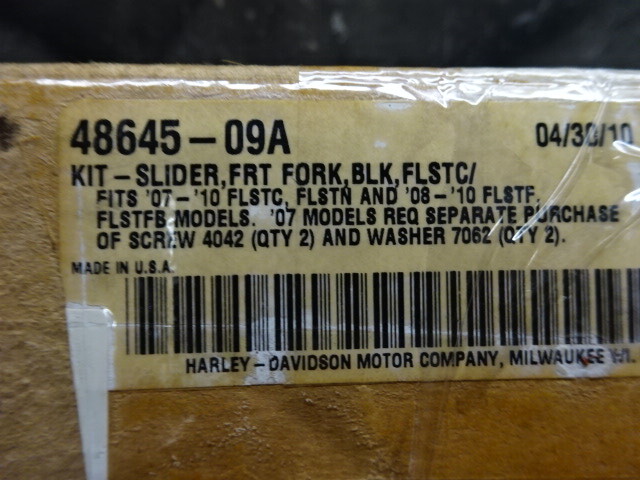 48645-09A 04/30/10
KIT-SLIDER,FRT FORK,BLK,FLSTC/
FITS '07-'10 FLSTC, FLSTN AND '08-'10 FLSTF,
FLSTFB MODELS. '07 MODELS REQ SEPARATE PURCHASE
OF SCREW 4042 (QTY 2) AND WASHER 7062 (QTY 2).
MADE IN U.S.A.
HARLEY-DAVIDSON MOTOR COMPANY, MILWAUKEE WI.